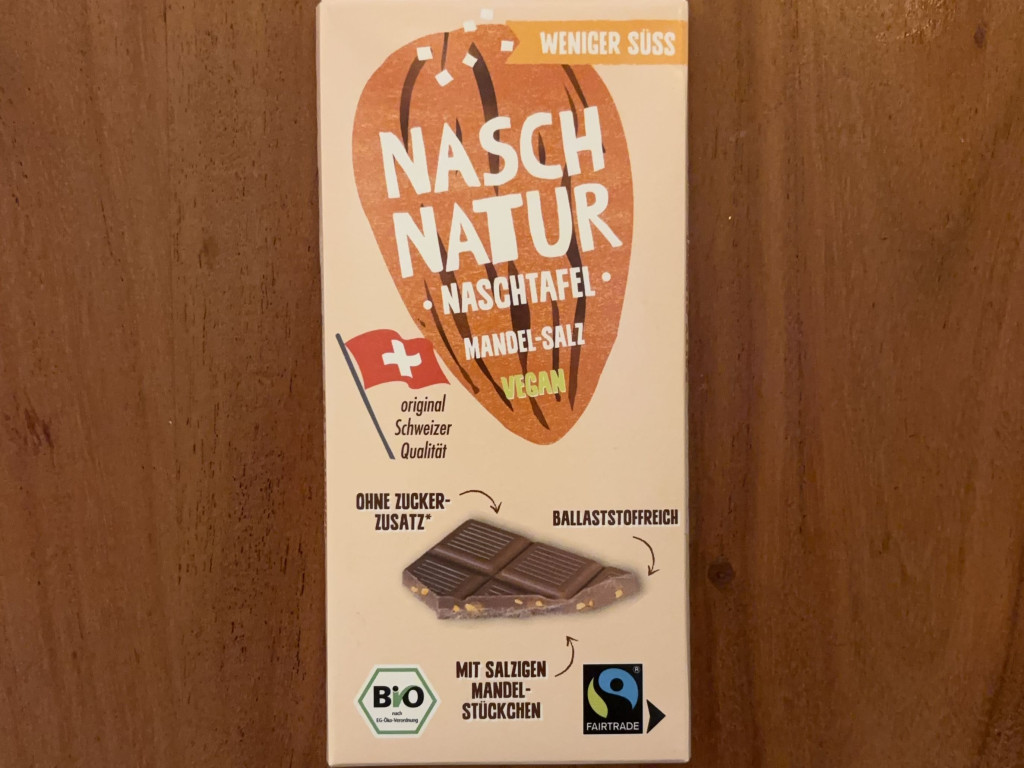 WENIGER SÜSS
NASCH
NATUR
• NASCHTAFEL •
MANDEL-SALZ
VEGAN
original
Schweizer
Qualität
OHNE ZUCKER-
ZUSATZ*
BALLASTSTOFFREICH
MIT SALZIGEN
MANDEL-
STÜCKCHEN
Bio
nach
EG-Öko-Verordnung
®
FAIRTRADE